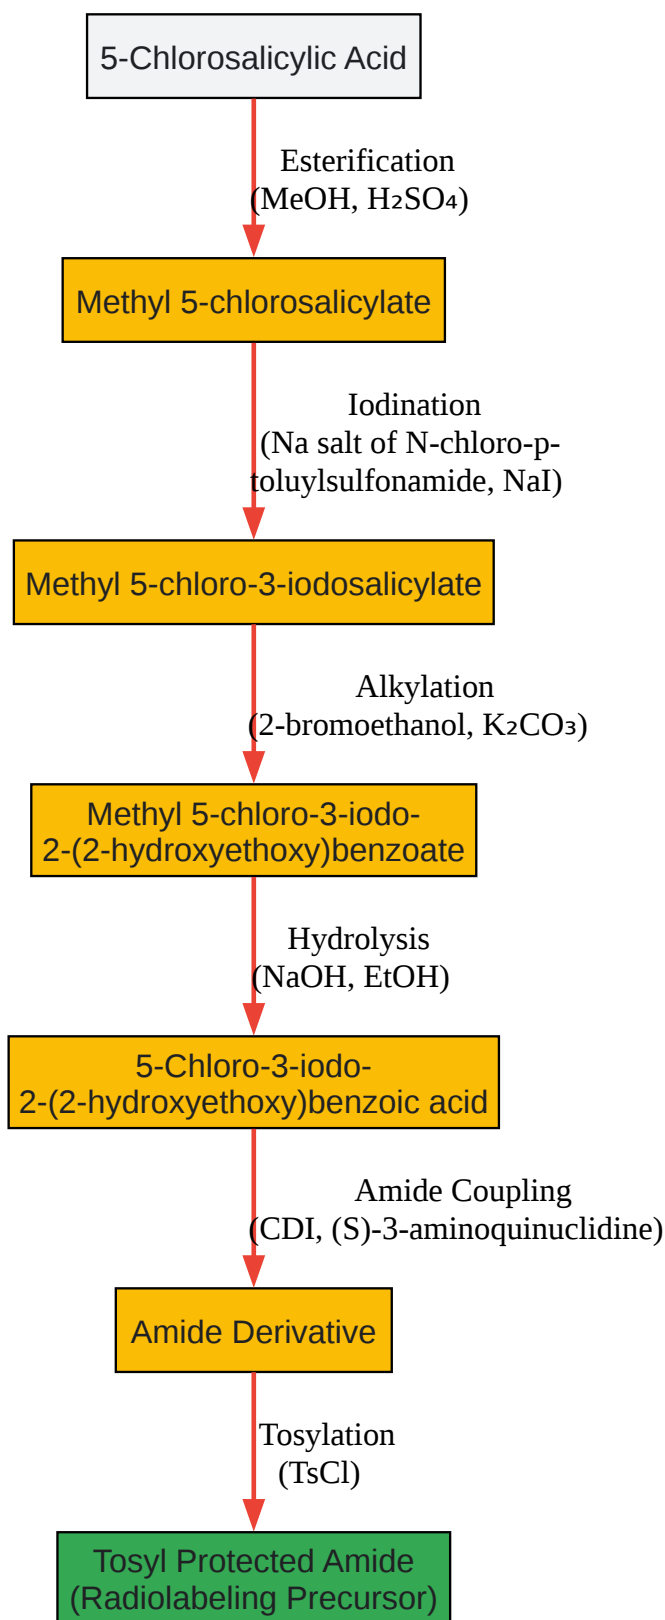 5-Chlorosalicylic Acid
Esterification
(MeOH, H₂SO₄)
Methyl 5-chlorosalicylate
Iodination
(Na salt of N-chloro-p-
toluylsulfonamide, NaI)
Methyl 5-chloro-3-iodosalicylate
Alkylation
(2-bromoethanol, K₂CO₃)
Methyl 5-chloro-3-iodo-
2-(2-hydroxyethoxy)benzoate
Hydrolysis
(NaOH, EtOH)
5-Chloro-3-iodo-
2-(2-hydroxyethoxy)benzoic acid
Amide Coupling
(CDI, (S)-3-aminoquinuclidine)
Amide Derivative
Tosylation
(TsCl)
Tosyl Protected Amide
(Radiolabeling Precursor)